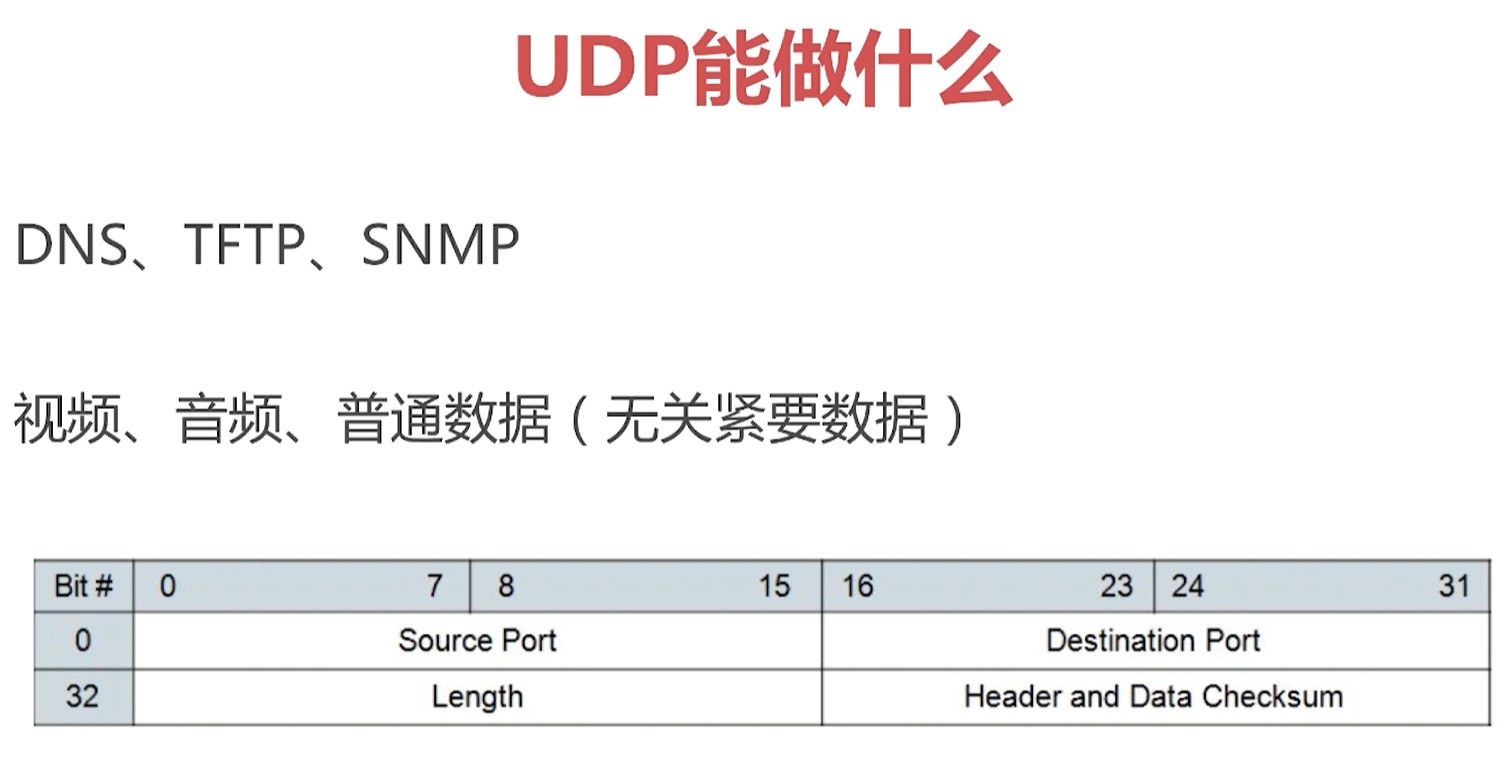 UDP能做什么
DNS、TFTP、SNMP
视频、音频、普通数据（无关紧要数据）
Bit # 0 7 8 15 16 23 24 31
0 Source Port Destination Port
32 Length Header and Data Checksum